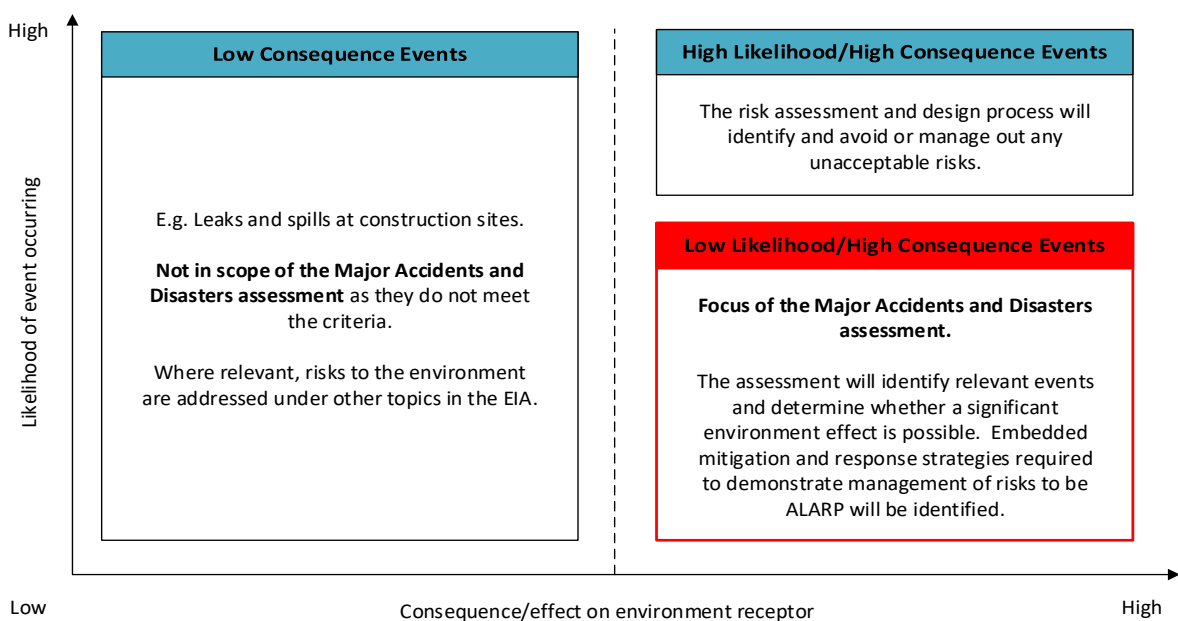 High
Likelihood of event occurring
Low Consequence Events
E.g. Leaks and spills at construction sites.
Not in scope of the Major Accidents and
Disasters assessment as they do not meet
the criteria.
Where relevant, risks to the environment
are addressed under other topics in the EIA.
High Likelihood/High Consequence Events
The risk assessment and design process will
identify and avoid or manage out any
unacceptable risks.
Low Likelihood/High Consequence Events
Focus of the Major Accidents and Disasters
assessment.
The assessment will identify relevant events
and determine whether a significant
environment effect is possible.  Embedded
mitigation and response strategies required
to demonstrate management of risks to be
ALARP will be identified.
Low
Consequence/effect on environment receptor
High